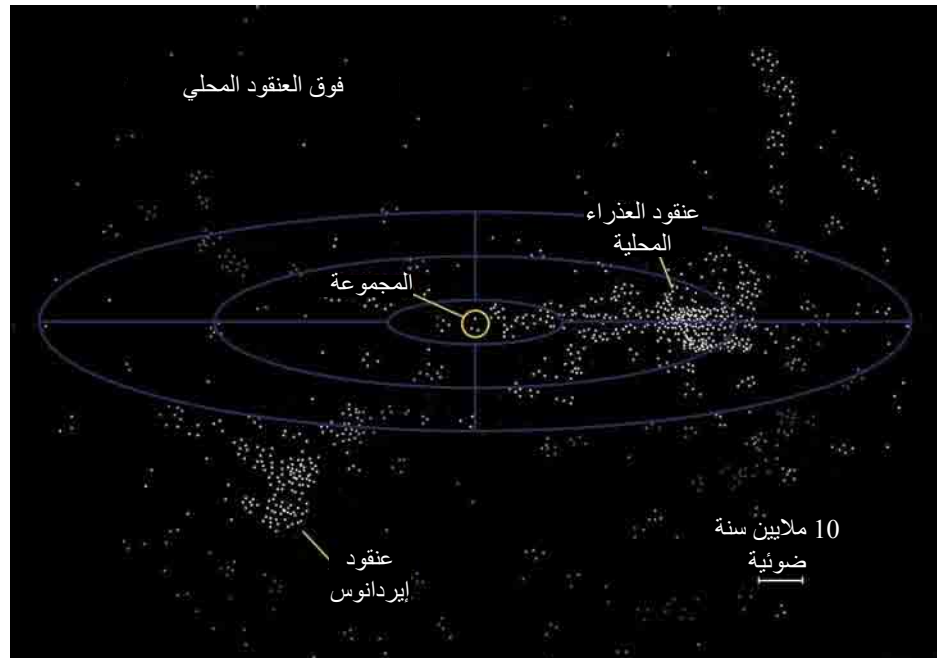 فوق العنقود المحلي
عنقود العذراء
المحلية
المجموعة
10 ملايين سنة
ضوئية
عنقود
إيردانوس